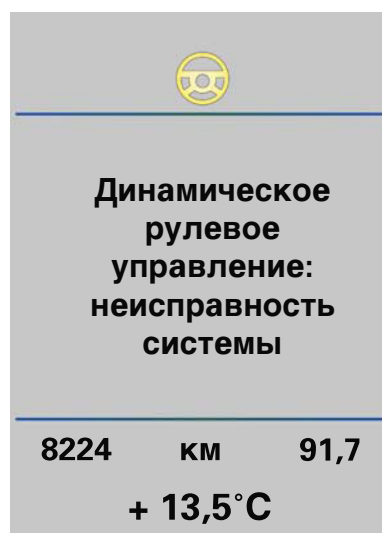 Динамическое
рулевое
управление:
неисправность
системы
8224 км 91,7
+ 13,5°C